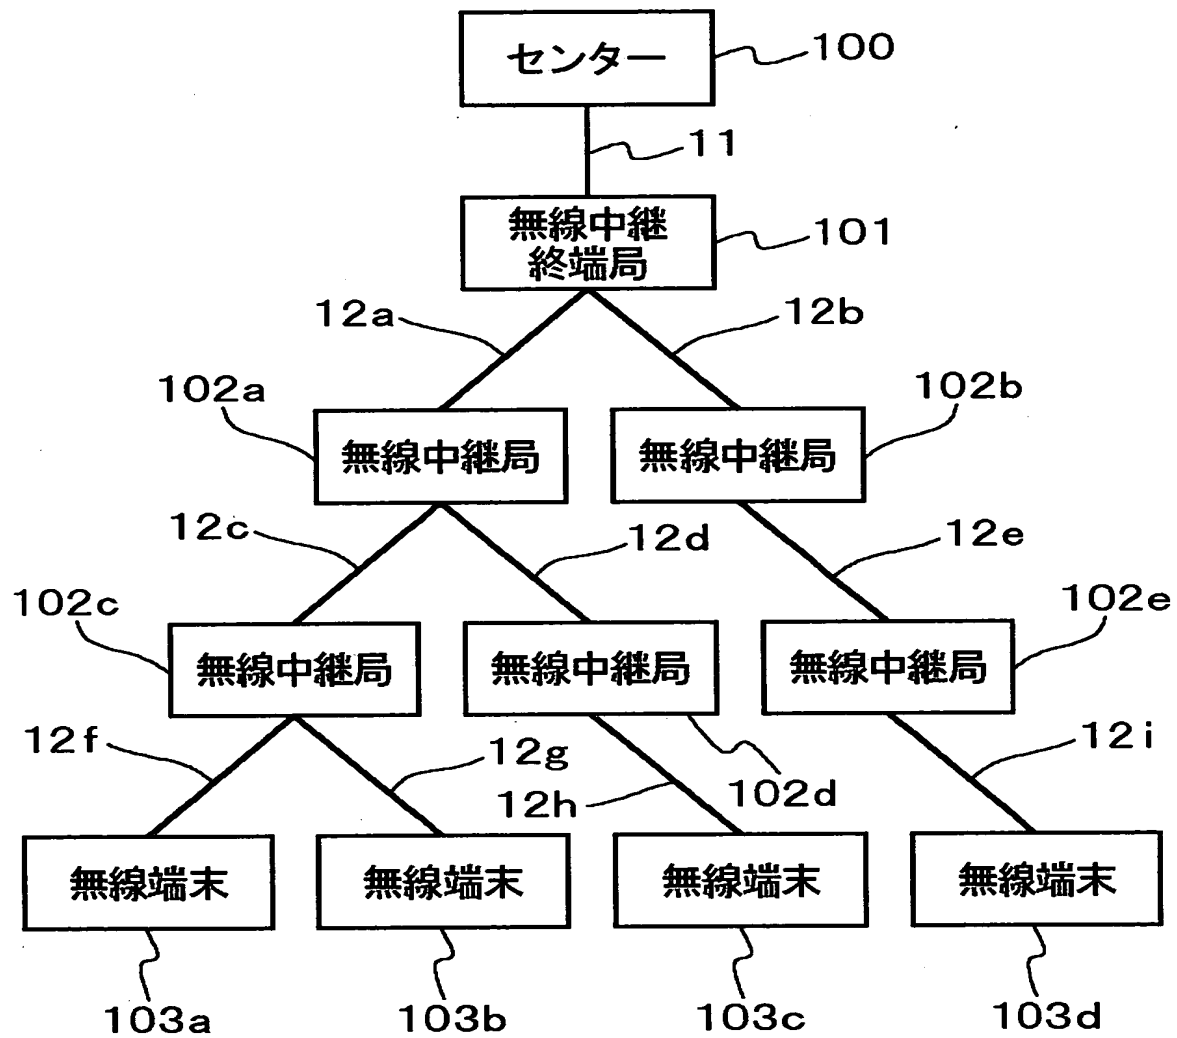 センター
100
11
無線中継
終端局
101
12a
12b
102a
102b
無線中継局
無線中継局
12c
12d
12e
102c
102e
無線中継局
無線中継局
無線中継局
12f
12g
12h
102d
12i
無線端末
無線端末
無線端末
無線端末
103a
103b
103c
103d